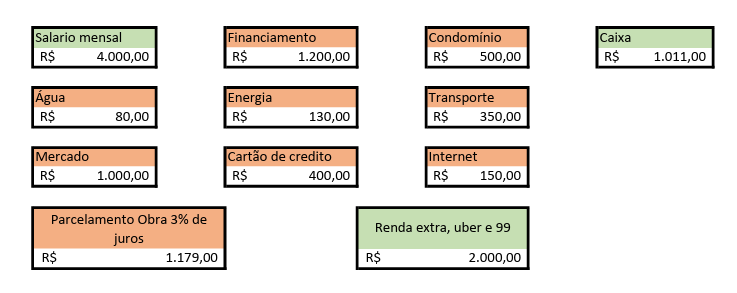 Salario mensal Financiamento Condomínio Caixa
R$ 4.000,00 R$ 1.200,00 R$ 500,00 R$ 1.011,00
Água Energia Transporte
R$ 80,00 R$ 130,00 R$ 350,00
Mercado Cartão de credito Internet
R$ 1.000,00 R$ 400,00 R$ 150,00
Parcelamento Obra 3% de
juros
R$ 1.179,00
Renda extra, uber e 99
R$ 2.000,00